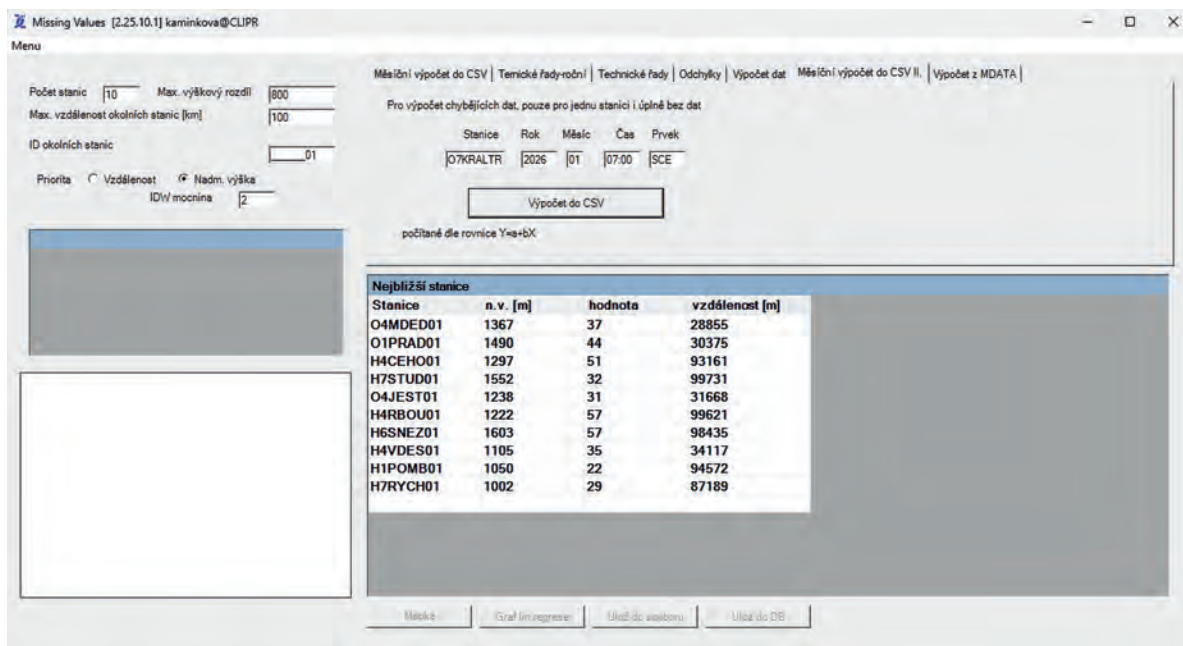 Missing Values [2.25.10.1] kaminkova@CLIPR
Menu
Počet stanic 10 Max. výškový rozdíl 800
Max. vzdálenost okolních stanic [km] 100
ID okolních stanic
_____01
Priorita Vzdálenost Nadm. výška
IDW mocnina 2
Měsíční výpočet do CSV Temické řady-roční Technické řady Odchylky Výpočet dat Měsíční výpočet do CSV II. Výpočet z MDATA
Pro výpočet chybějících dat, pouze pro jednu stanici i úplně bez dat
Stanice Rok Měsíc Čas Prvek
O7KRALTR 2026 01 07:00 SCE
Výpočet do CSV
počítané dle rovnice Y=a+bX
Nejbližší stanice
Stanice n.v. [m] hodnota vzdálenost [m]
O4MDED01 1367 37 28855
O1PRAD01 1490 44 30375
H4CEHO01 1297 51 93161
H7STUD01 1552 32 99731
O4JEST01 1238 31 31668
H4RBOU01 1222 57 99621
H6SNEZ01 1603 57 98435
H4VDES01 1105 35 34117
H1POMB01 1050 22 94572
H7RYCH01 1002 29 87189
Mapka Graf lin.regrese Ulož do souboru Ulož do DB